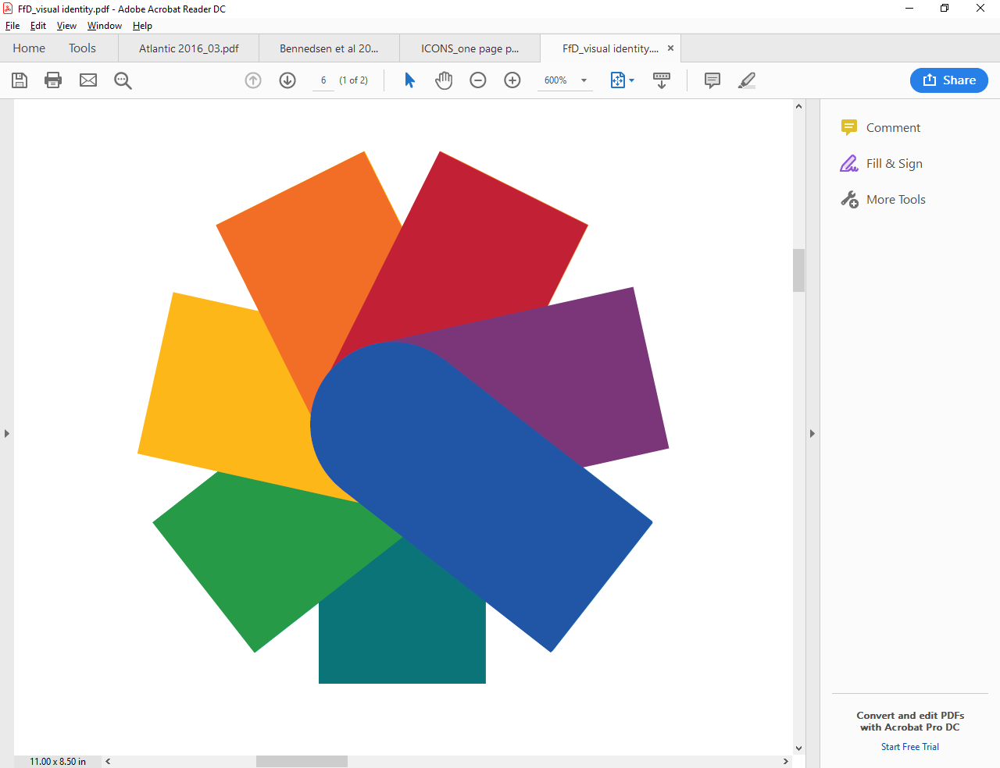 FfD_visual identity.pdf - Adobe Acrobat Reader DC
File Edit View Window Help
Home Tools Atlantic 2016_03.pdf Bennedsen et al 20... ICONS_one page p... FfD_visual identity....
6 (1 of 2) 600% Share
Comment
Fill & Sign
More Tools
Convert and edit PDFs
with Acrobat Pro DC
Start Free Trial
11.00 x 8.50 in